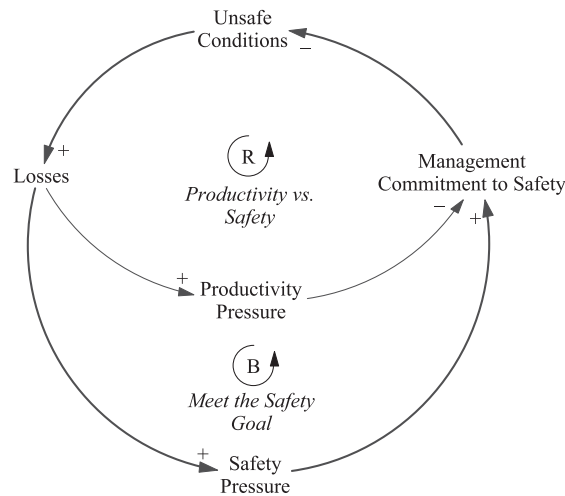 Unsafe
Conditions
–
+
Losses
R
Productivity vs.
Safety
Management
Commitment to Safety
–
+
+
Productivity
Pressure
B
Meet the Safety
Goal
+
Safety
Pressure